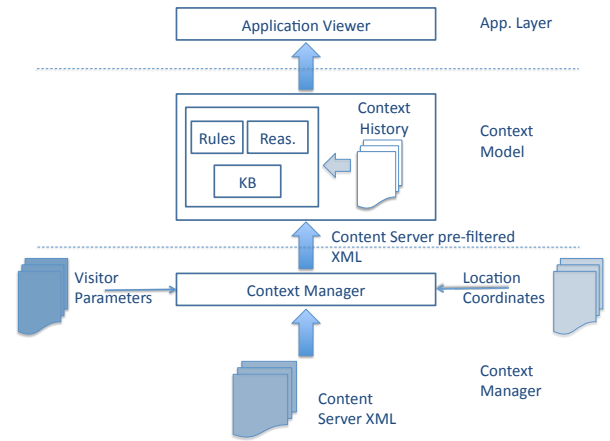 Application Viewer
App. Layer
Context
History
Rules
Reas.
KB
Context
Model
Content Server pre-filtered
XML
Visitor
Parameters
Context Manager
Location
Coordinates
Content
Server XML
Context
Manager